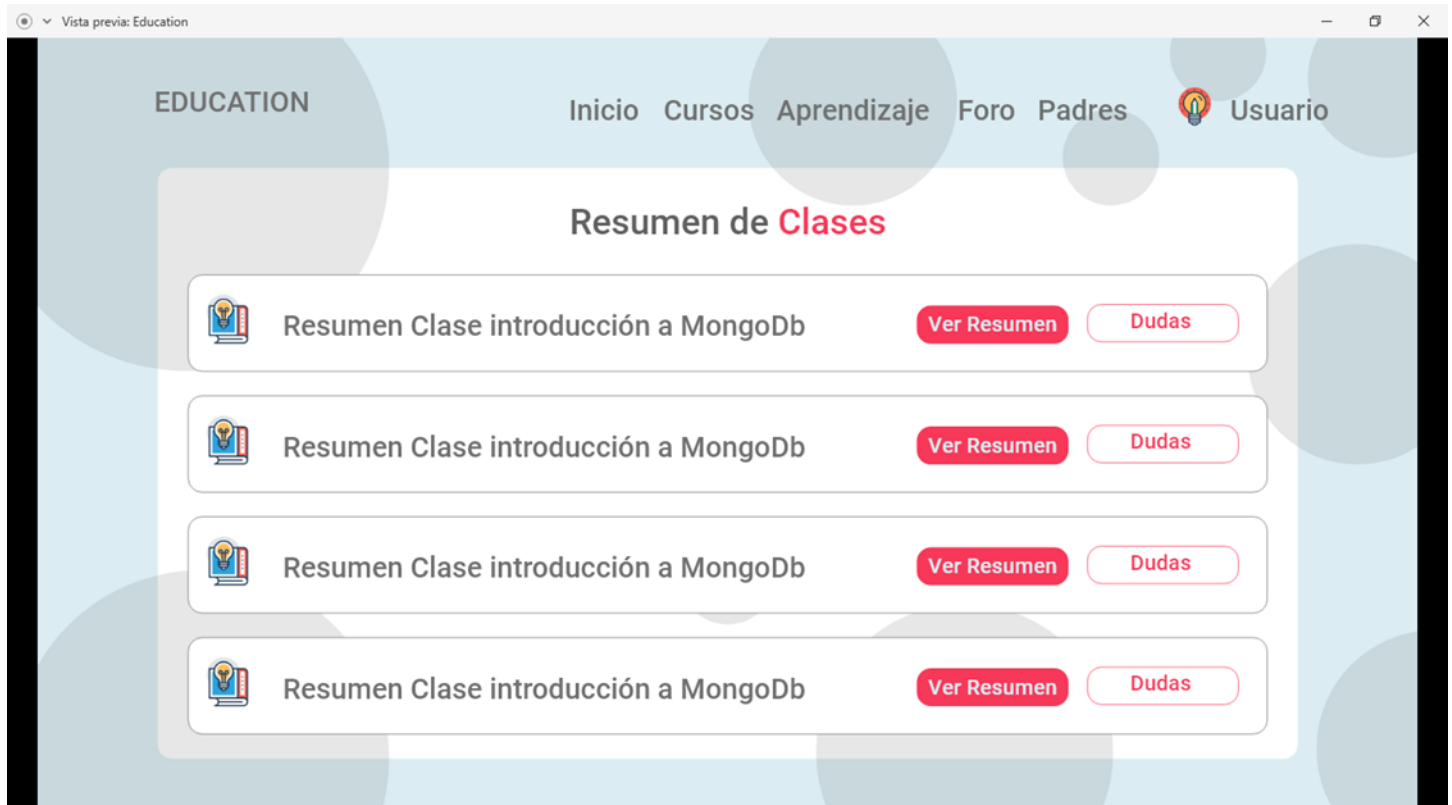 Vista previa: Education
EDUCATION
Inicio Cursos Aprendizaje Foro Padres Usuario
Resumen de Clases
Resumen Clase introducción a MongoDb Ver Resumen Dudas
Resumen Clase introducción a MongoDb Ver Resumen Dudas
Resumen Clase introducción a MongoDb Ver Resumen Dudas
Resumen Clase introducción a MongoDb Ver Resumen Dudas